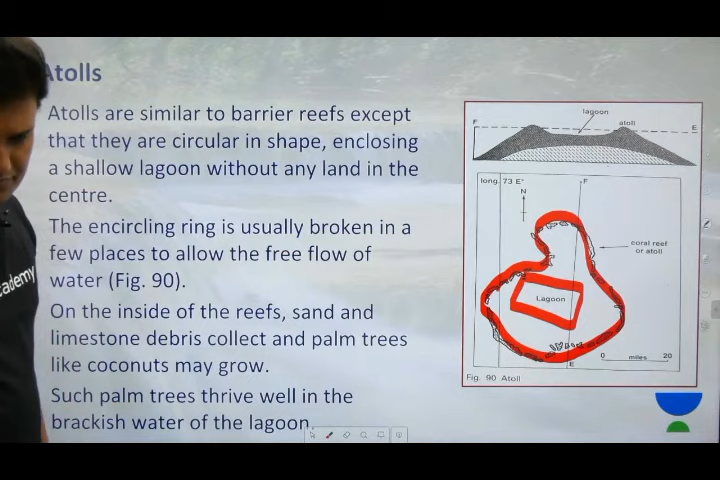 Atolls
Atolls are similar to barrier reefs except
that they are circular in shape, enclosing
a shallow lagoon without any land in the
centre.
The encircling ring is usually broken in a
few places to allow the free flow of
water (Fig. 90).
On the inside of the reefs, sand and
limestone debris collect and palm trees
like coconuts may grow.
Such palm trees thrive well in the
brackish water of the lagoon.
cademy
lagoon
F
atoll
E
long. 73 E°
F
N
coral reef
or atoll
Lagoon
0 miles 20
E
Fig. 90 Atoll